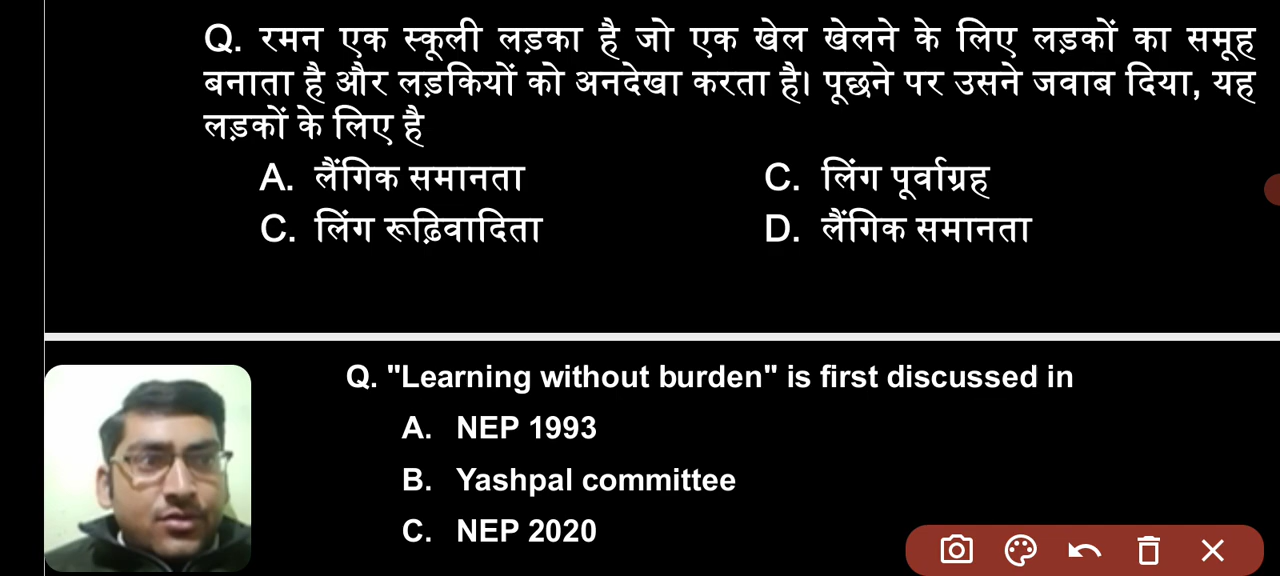 Q. रमन एक स्कूली लड़का है जो एक खेल खेलने के लिए लड़कों का समूह
बनाता है और लड़कियों को अनदेखा करता है। पूछने पर उसने जवाब दिया, यह
लड़कों के लिए है
A. लैंगिक समानता
C. लिंग पूर्वाग्रह
C. लिंग रूढ़िवादिता
D. लैंगिक समानता
Q. "Learning without burden" is first discussed in
A. NEP 1993
B. Yashpal committee
C. NEP 2020